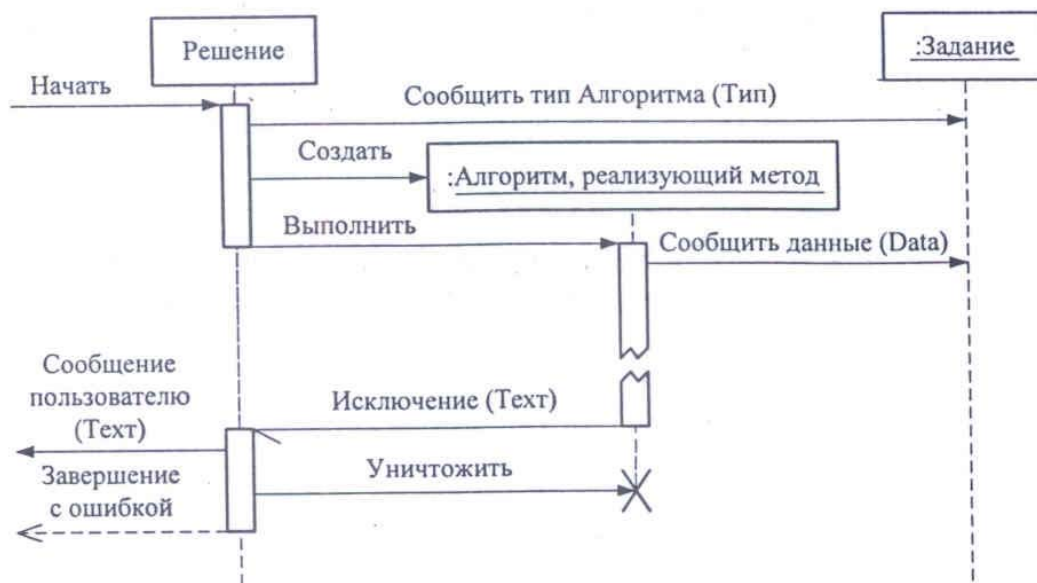 Решение
:Задание
Начать
Сообщить тип Алгоритма (Тип)
Создать
:Алгоритм, реализующий метод
Выполнить
Сообщить данные (Data)
Сообщение
пользователю
(Text)
Исключение (Text)
Уничтожить
Завершение
с ошибкой